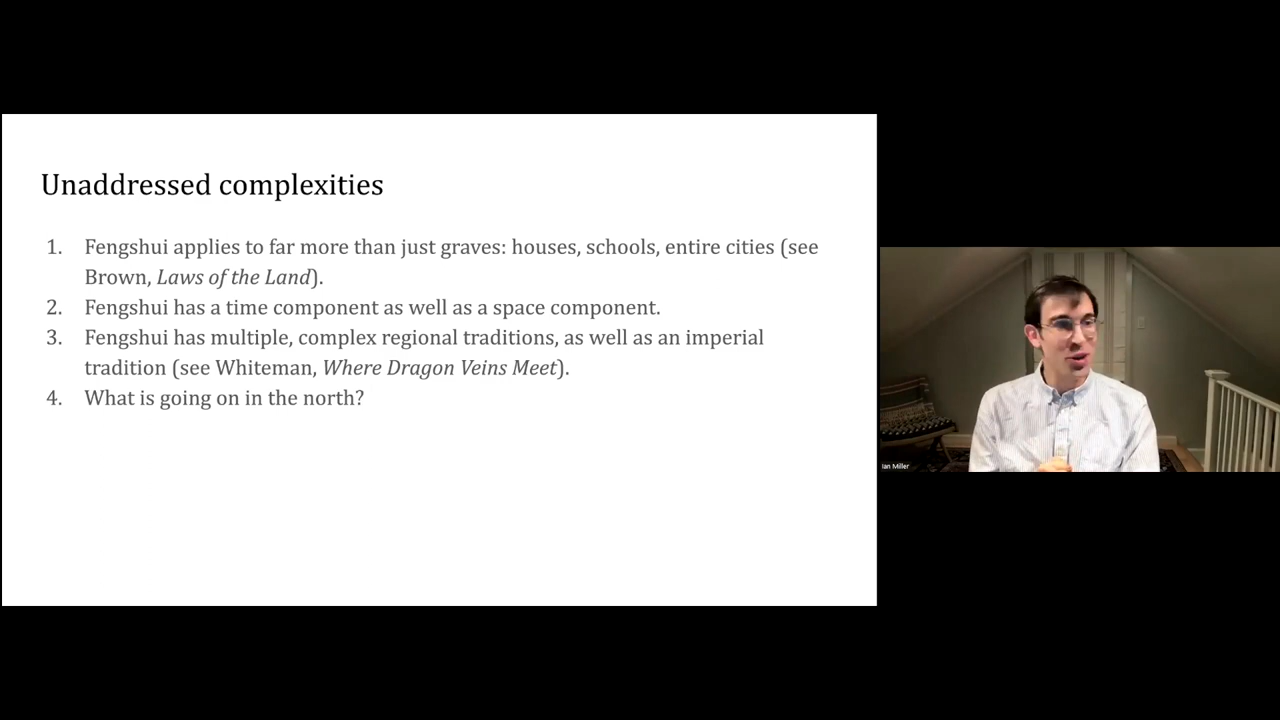 Unaddressed complexities
1. Fengshui applies to far more than just graves: houses, schools, entire cities (see
Brown, Laws of the Land).
2. Fengshui has a time component as well as a space component.
3. Fengshui has multiple, complex regional traditions, as well as an imperial
tradition (see Whiteman, Where Dragon Veins Meet).
4. What is going on in the north?
Ian Miller